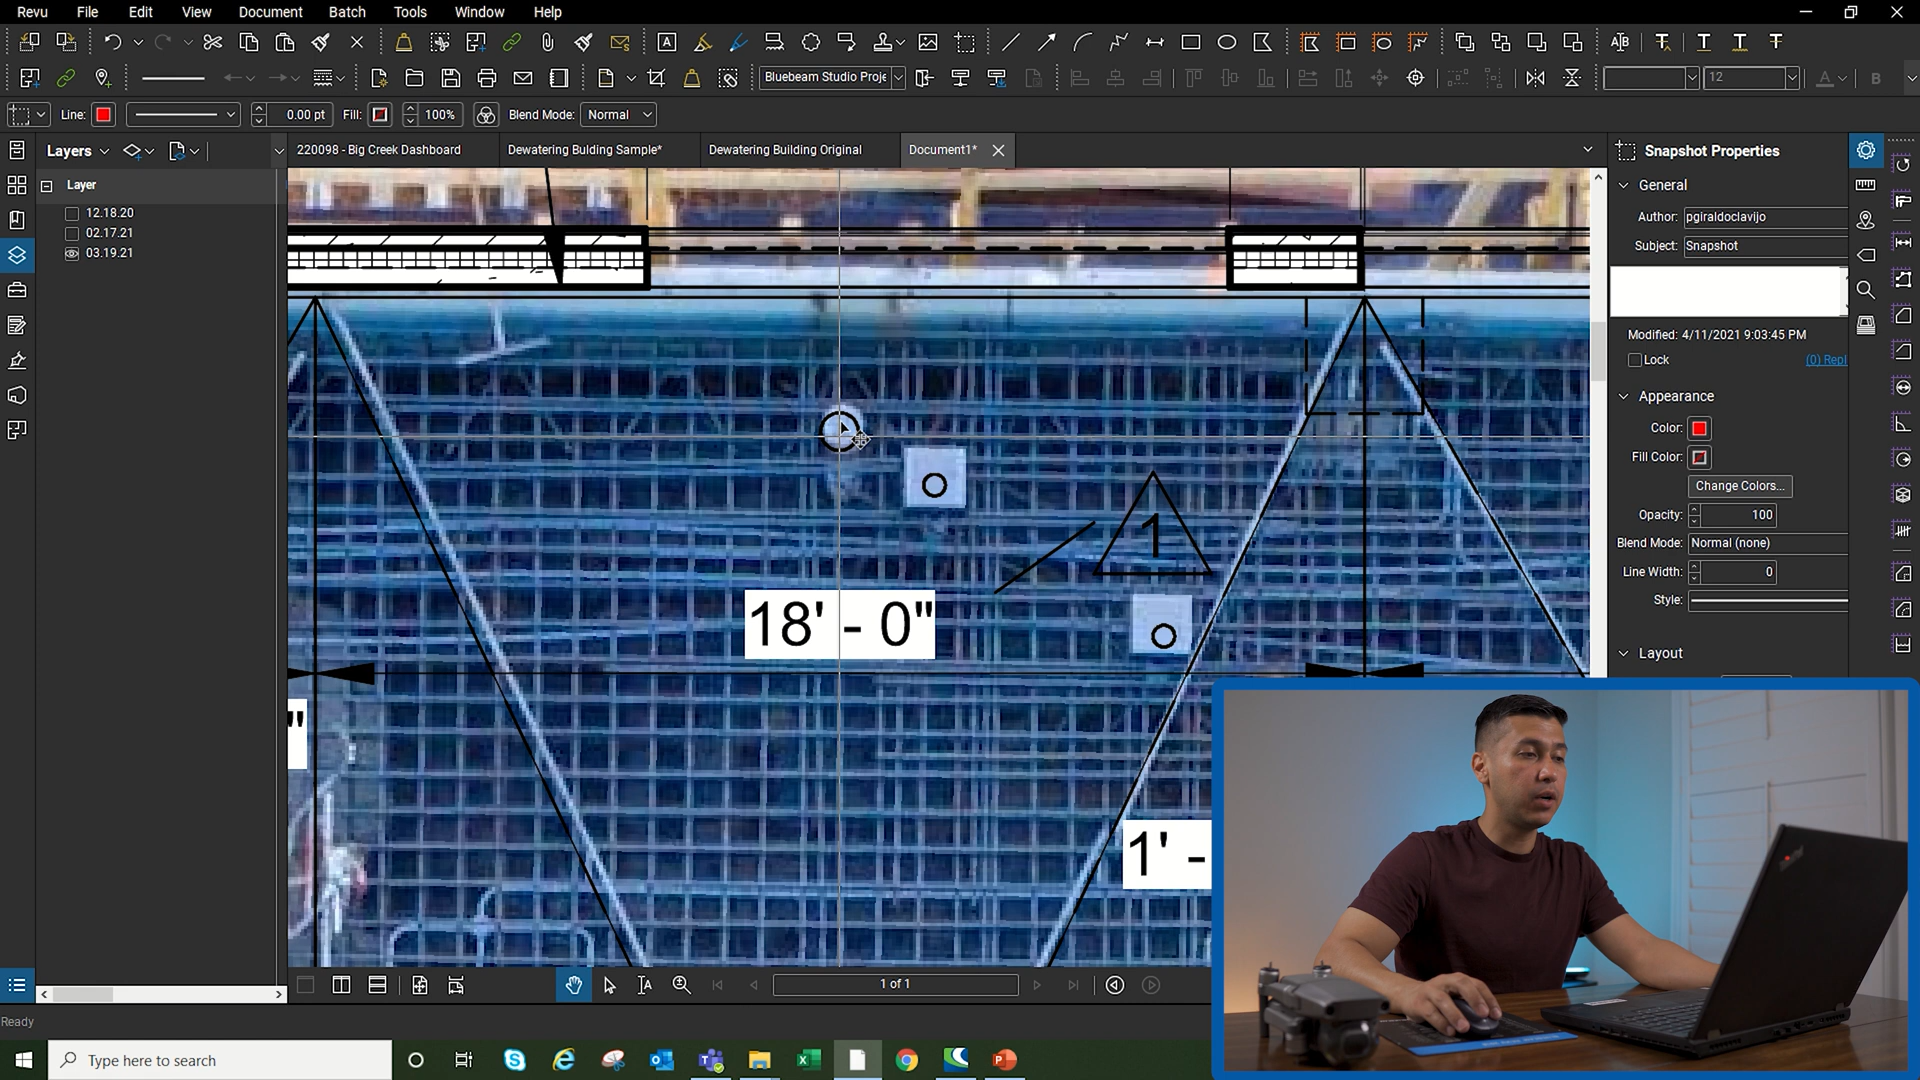 Revu File Edit View Document Batch Tools Window Help
Bluebeam Studio Proje
12
Line: 0.00 pt Fill: 100% Blend Mode: Normal
Layers
220098 - Big Creek Dashboard
Dewatering Bulding Sample*
Dewatering Building Original
Document1*
Snapshot Properties
Layer
12.18.20
02.17.21
03.19.21
General
Author: pgiraldoclavijo
Subject: Snapshot
Modified: 4/11/2021 9:03:45 PM
Lock
(0) Repl
Appearance
Color:
Fill Color:
Change Colors...
Opacity: 100
Blend Mode: Normal (none)
Line Width: 0
Style:
Layout
1
18' - 0"
"
1' -
1 of 1
Ready
Type here to search